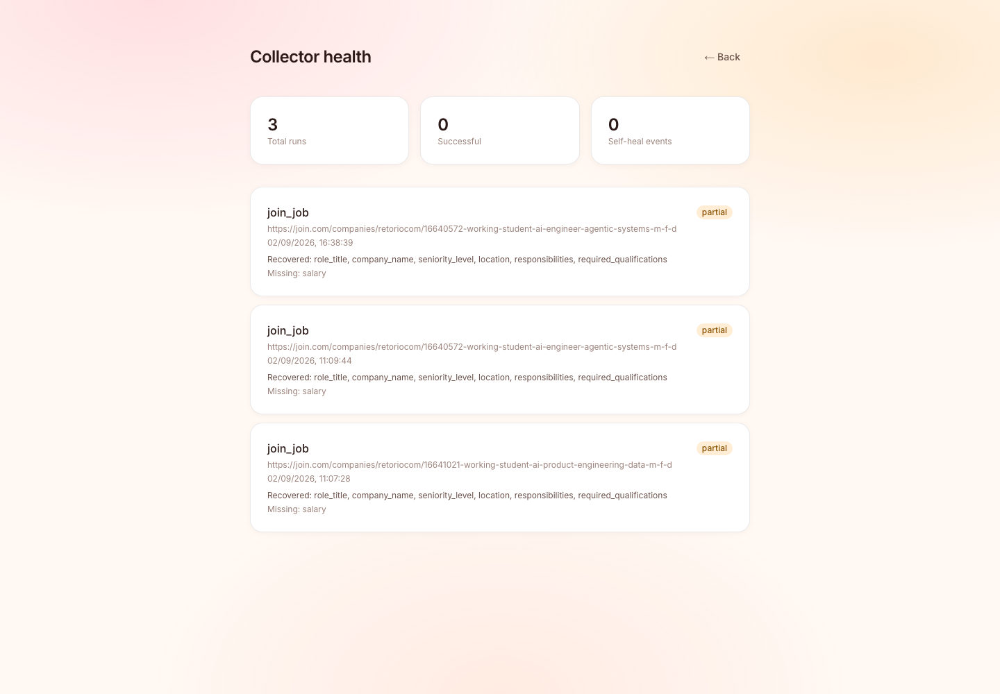 Collector health
← Back
3
Total runs
0
Successful
0
Self-heal events
join_job
partial
https://join.com/companies/retoriocom/16640572-working-student-ai-engineer-agentic-systems-m-f-d
02/09/2026, 16:38:39
Recovered: role_title, company_name, seniority_level, location, responsibilities, required_qualifications
Missing: salary
join_job
partial
https://join.com/companies/retoriocom/16640572-working-student-ai-engineer-agentic-systems-m-f-d
02/09/2026, 11:09:44
Recovered: role_title, company_name, seniority_level, location, responsibilities, required_qualifications
Missing: salary
join_job
partial
https://join.com/companies/retoriocom/16641021-working-student-ai-product-engineering-data-m-f-d
02/09/2026, 11:07:28
Recovered: role_title, company_name, seniority_level, location, responsibilities, required_qualifications
Missing: salary